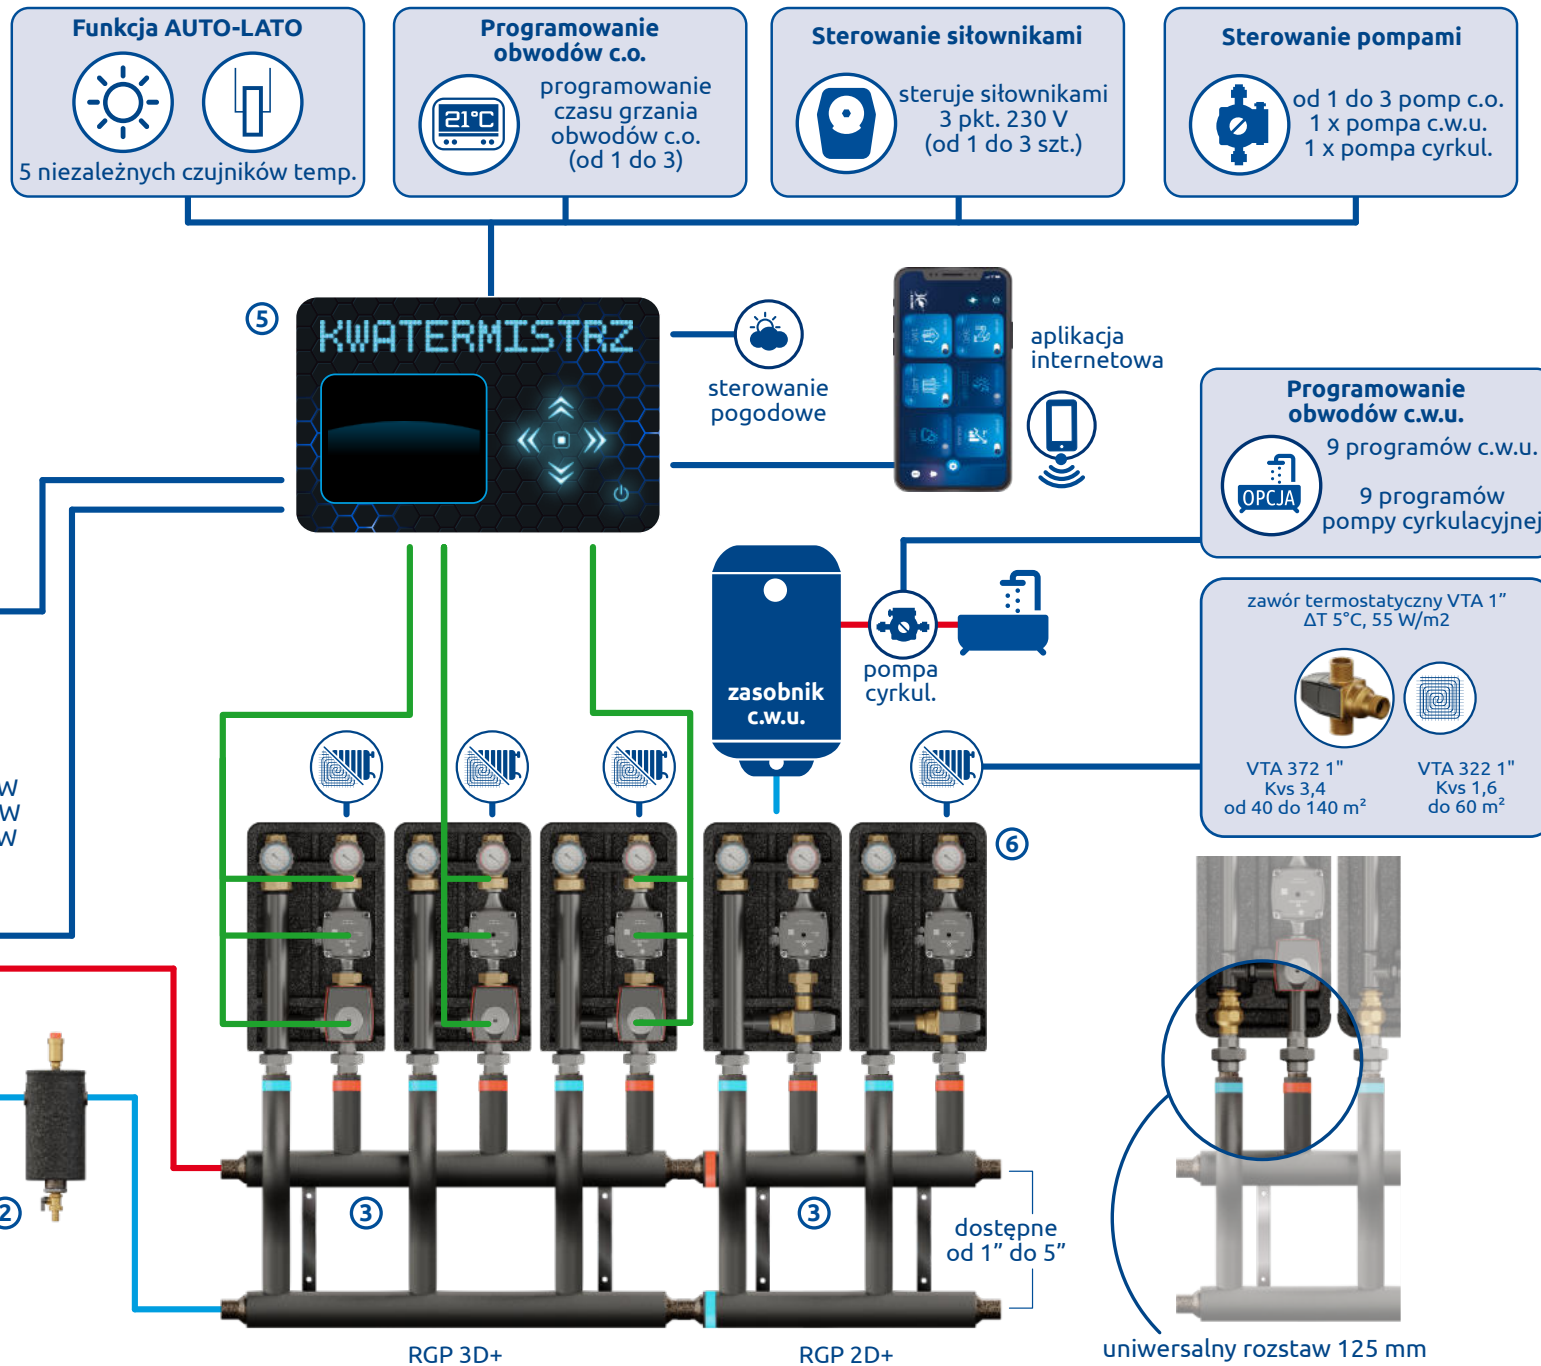 Funkcja AUTO-LATO
5 niezależnych czujników temp.
Programowanie
obwodów c.o.
21°C
programowanie
czasu grzania
obwodów c.o.
(od 1 do 3)
Sterowanie siłownikami
steruje siłownikami
3 pkt. 230 V
(od 1 do 3 szt.)
Sterowanie pompami
od 1 do 3 pomp c.o.
1 x pompa c.w.u.
1 x pompa cyrkul.
5
KWATERMISTRZ
sterowanie
pogodowe
aplikacja
internetowa
Programowanie
obwodów c.w.u.
OPCJA
9 programów c.w.u.
9 programów
pompy cyrkulacyjnej
zasobnik
c.w.u.
pompa
cyrkul.
zawór termostatyczny VTA 1”
ΔT 5°C, 55 W/m2
VTA 372 1"
Kvs 3,4
od 40 do 140 m²
VTA 322 1"
Kvs 1,6
do 60 m²
W
W
W
6
2
3
3
dostępne
od 1” do 5”
RGP 3D+
RGP 2D+
uniwersalny rozstaw 125 mm